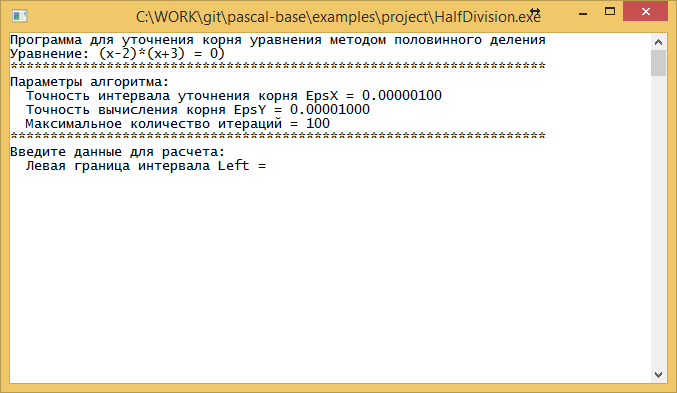 C:\WORK\git\pascal-base\examples\project\HalfDivision.exe
Программа для уточнения корня уравнения методом половинного деления
Уравнение: (x-2)*(x+3) = 0)
*******************************************************************
Параметры алгоритма:
Точность интервала уточнения корня EpsX = 0.00000100
Точность вычисления корня EpsY = 0.00001000
Максимальное количество итераций = 100
*******************************************************************
Введите данные для расчета:
Левая граница интервала Left =